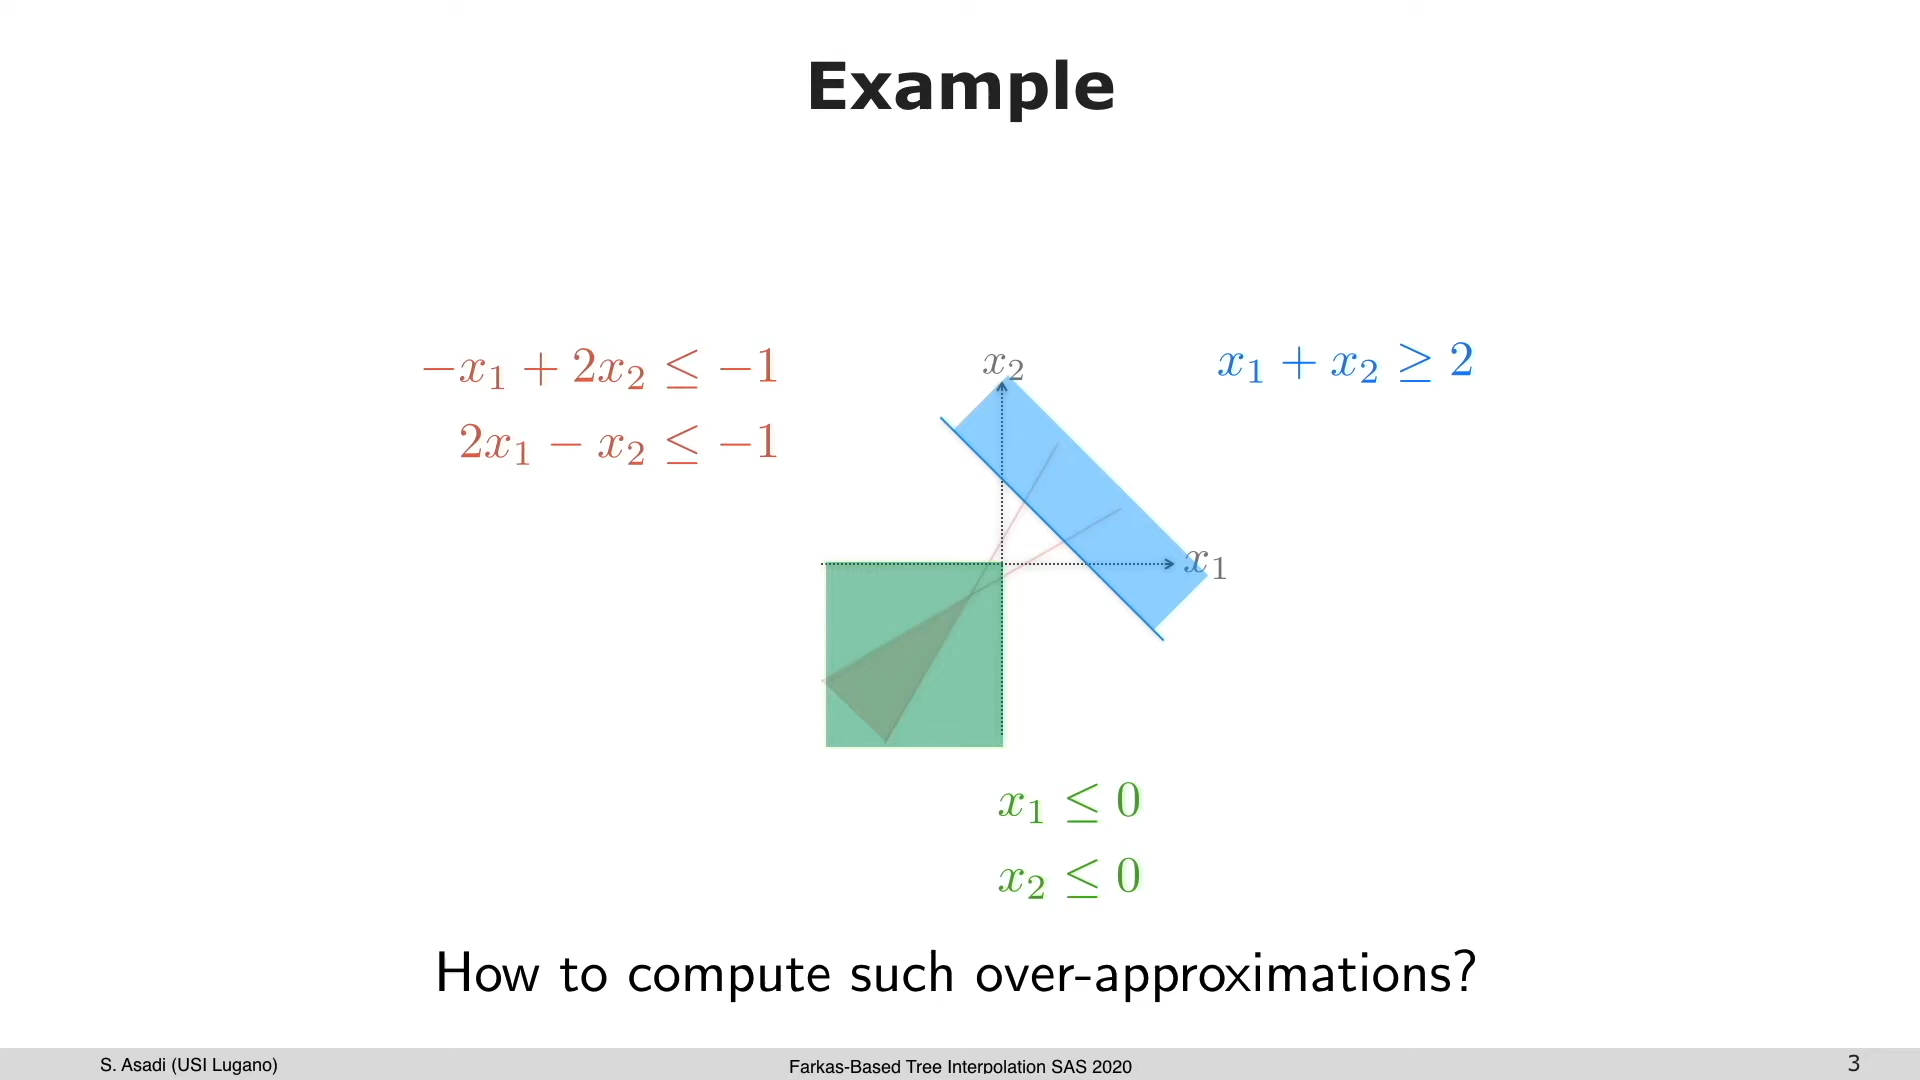 Example
−x₁ + 2x₂ ≤ −1
2x₁ − x₂ ≤ −1
x₂
x₁ + x₂ ≥ 2
x₁
x₁ ≤ 0
x₂ ≤ 0
How to compute such over-approximations?
S. Asadi (USI Lugano)
Farkas-Based Tree Interpolation SAS 2020
3